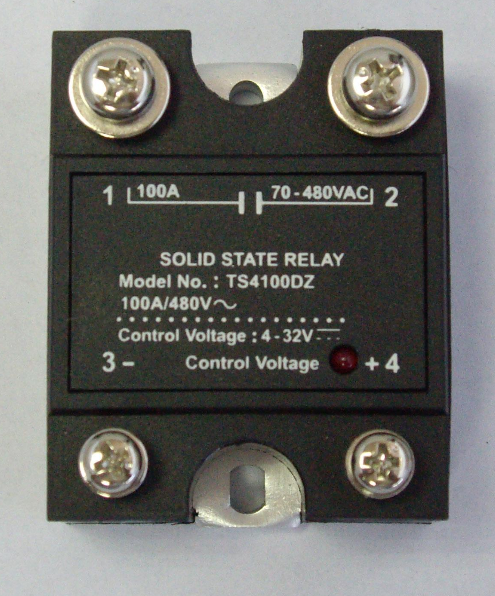 1 100A 70-480VAC 2
SOLID STATE RELAY
Model No. : TS4100DZ
100A/480V~
Control Voltage : 4-32V⎓
3 - Control Voltage + 4